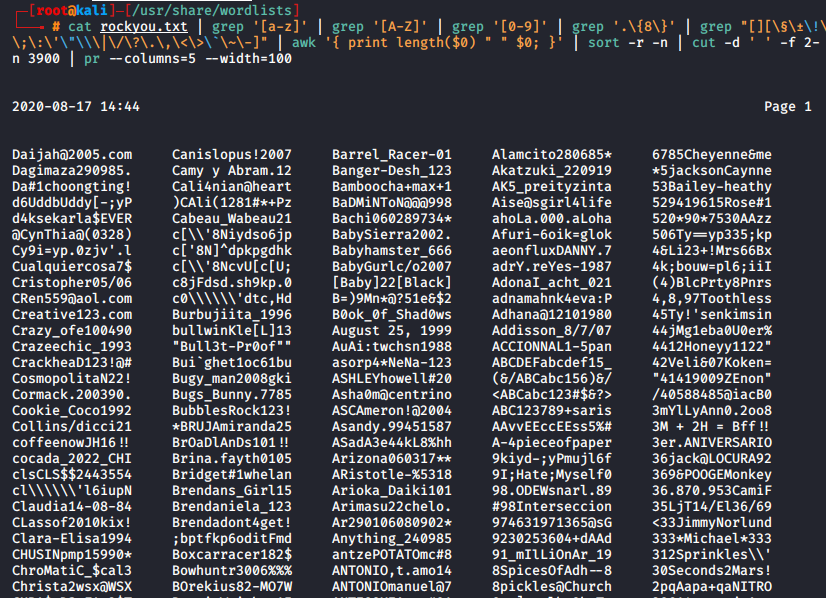 ┌─[root@kali]─[/usr/share/wordlists]
└──╼ # cat rockyou.txt | grep '[a-z]' | grep '[A-Z]' | grep '[0-9]' | grep '.\{8\}' | grep "[][\§\±\!\
\;\:\'\"\\\|\/\?\.\,\<\>\`\~\-]" | awk '{ print length($0) " " $0; }' | sort -r -n | cut -d ' ' -f 2-
n 3900 | pr --columns=5 --width=100
2020-08-17 14:44 Page 1
Daijah@2005.com Canislopus!2007 Barrel_Racer-01 Alamcito280685* 6785Cheyenne&me
Dagimaza290985. Camy y Abram.12 Banger-Desh_123 Akatzuki_220919 *5jacksonCaynne
Da#1choongting! Cali4nian@heart Bamboocha+max+1 AK5_preityzinta 53Bailey-heathy
d6UddbUddy[-;yP )CAli(1281#*+Pz BaDMiNToN@@@998 Aise@sgirl4life 529419615Rose#1
d4ksekarla$EVER Cabeau_Wabeau21 Bachi060289734* ahoLa.000.aLoha 520*90*7530AAzz
@CynThia@(0328) c[\\'8Niydso6jp BabySierra2002. Afuri-6oik=glok 506Ty==yp335;kp
Cy9i=yp.0zjv'.l c['8N]^dpkpgdhk Babyhamster_666 aeonfluxDANNY.7 4&Li23+!Mrs66Bx
Cualquiercosa7$ c[\\'8NcvU[c[U; BabyGurlc/o2007 adrY.reYes-1987 4k;bouw=pl6;iiI
Cristopher05/06 c8jFdsd.sh9kp.0 [Baby]22[Black] AdonaI_acht_021 (4)BlcPrty8Pnrs
CRen559@aol.com c0\\\\\\'dtc,Hd B=)9Mn*@?51e&$2 adnamahnk4eva:P 4,8,97Toothless
Creative123.com Burbujiita_1996 B0ok_0f_Shad0ws Adhana@12101980 45Ty!'senkimsin
Crazy_ofe100490 bullwinKle[L]13 August 25, 1999 Addisson_8/7/07 44jMg1eba0U0er%
Crazeechic_1993 "Bull3t-Pr0of"" AuAi:twchsn1988 ACCIONNAL1-5pan 4412Honeyy1122"
CrackheaD123!@# Bui`ghet1oc61bu asorp4*NeNa-123 ABCDEFabcdef15_ 42Veli&07Koken=
CosmopolitaN22! Bugy_man2008gki ASHLEYhowell#20 (&/ABCabc156)&/ "41419009ZEnon"
Cormack.200390. Bugs_Bunny.7785 Asha0m@centrino <ABCabc123#$&?> /40588485@iacB0
Cookie_Coco1992 BubblesRock123! ASCAmeron!@2004 ABC123789+saris 3mYlLyAnn0.2oo8
Collins/dicci21 *BRUJAmiranda25 Asandy.99451587 AAvvEEccEEss5%# 3M + 2H = Bff!!
coffeenowJH16!! BrOaDlAnDs101!! ASadA3e44kL8%hh A-4pieceofpaper 3er.ANIVERSARIO
cocada_2022_CHI Brina.fayth0105 Arizona060317** 9kiyd-;yPmujl6f 36jack@LOCURA92
clsCLS$$2443554 Bridget#1whelan ARistotle-%5318 9I;Hate;Myself0 369&POOGEMonkey
cl\\\\\\'l6iupN Brendans_Girl15 Arioka_Daiki101 98.ODEWsnarl.89 36.870.953CamiF
Claudia14-08-84 Brendaniela_123 Arimasu22chelo. #98Interseccion 35LjT14/El36/69
CLassof2010kix! Brendadont4get! Ar290106080902* 974631971365@sG <33JimmyNorlund
Clara-Elisa1994 ;bptfkp6oditFmd Anything_240985 9230253604+dAAd 333*Michael*333
CHUSINpmp15990* Boxcarracer182$ antzePOTATOmc#8 91_mIlLiOnAr_19 312Sprinkles\\'
ChroMatiC_$cal3 Bowhuntr3006%%% ANTONIO,t.amo14 8SpicesOfAdh--8 30Seconds2Mars!
Christa2wsx@WSX BOrekius82-MO7W ANTONIOmanuel@7 8pickles@Church 2pqAapa+qaNITRO